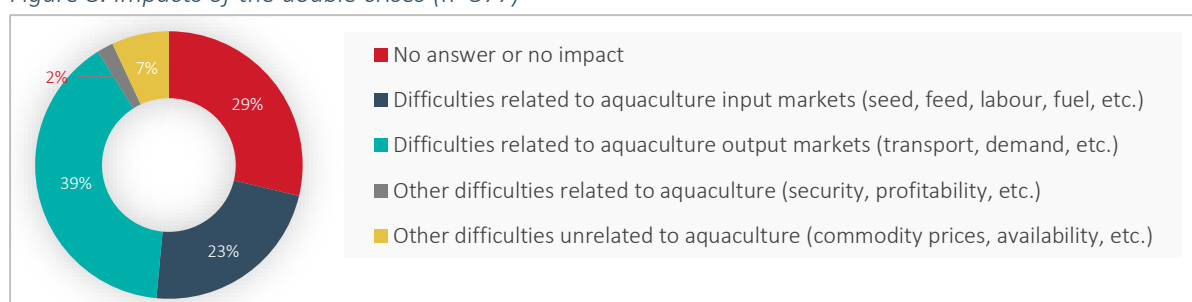 7%
2%
29%
39%
23%
No answer or no impact
Difficulties related to aquaculture input markets (seed, feed, labour, fuel, etc.)
Difficulties related to aquaculture output markets (transport, demand, etc.)
Other difficulties related to aquaculture (security, profitability, etc.)
Other difficulties unrelated to aquaculture (commodity prices, availability, etc.)